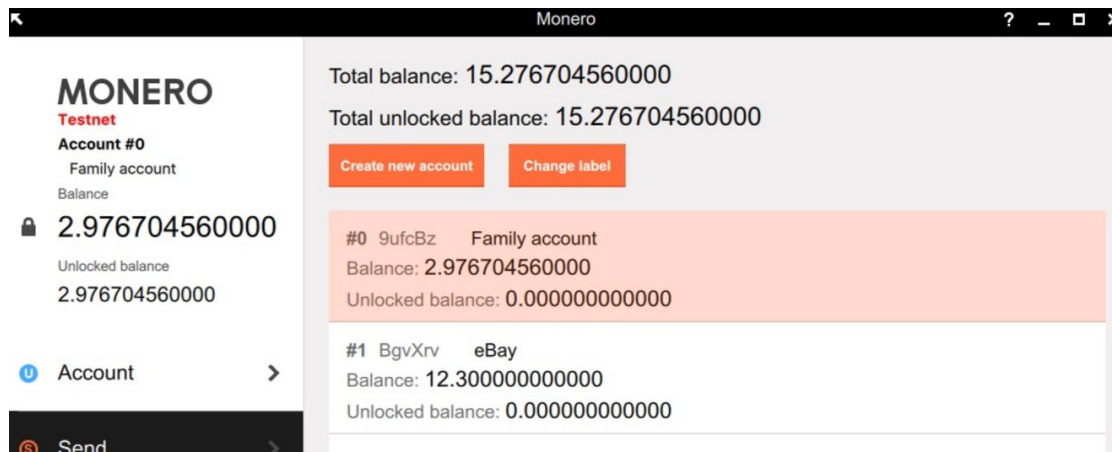 Monero
?
MONERO
Testnet
Account #0
Family account
Balance
2.976704560000
Unlocked balance
2.976704560000
Account
Send
Total balance: 15.276704560000
Total unlocked balance: 15.276704560000
Create new account
Change label
#0 9ufcBz Family account
Balance: 2.976704560000
Unlocked balance: 0.000000000000
#1 BgvXrv eBay
Balance: 12.300000000000
Unlocked balance: 0.000000000000